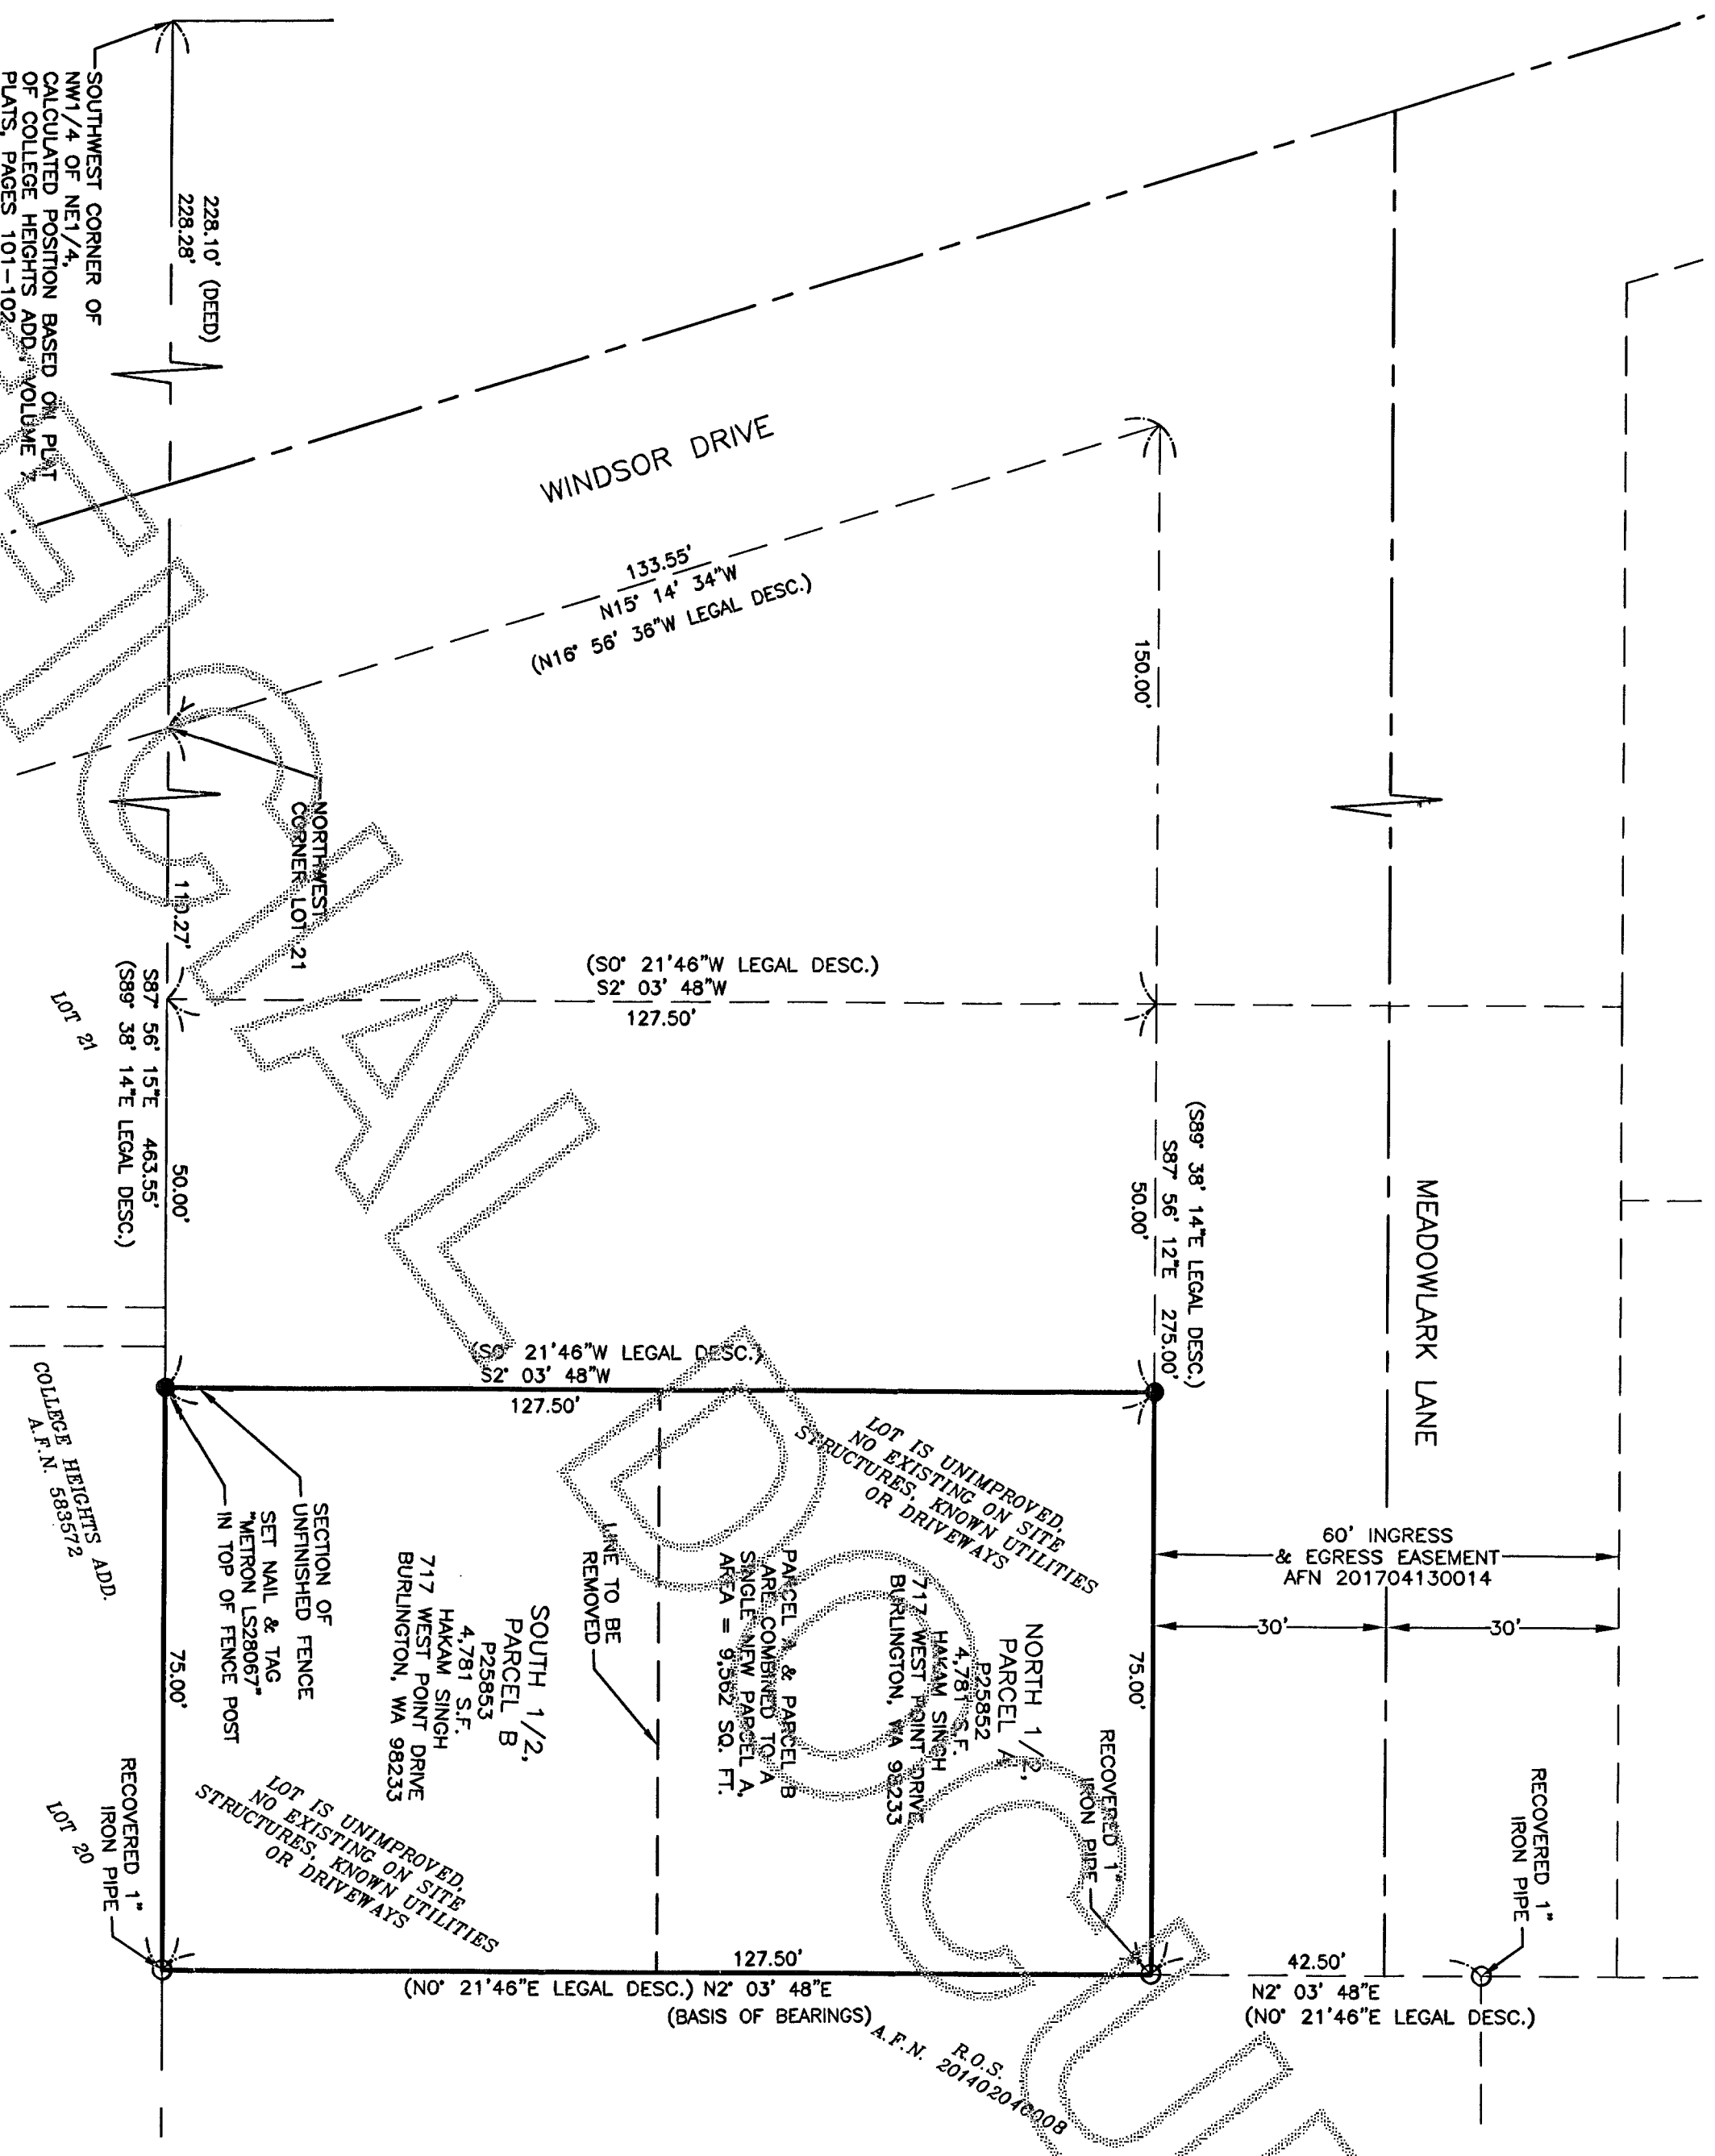 SOUTHWEST CORNER OF
NW1/4 OF NE1/4,
CALCULATED POSITION BASED ON PLAT
OF COLLEGE HEIGHTS ADD, VOLUME
PLATS, PAGES 101-102
228.10' (DEED)
228.28'
WINDSOR DRIVE
133.55'
N15° 14' 34"W
(N16° 56' 36"W LEGAL DESC.)
150.00'
NORTHWEST
CORNER LOT 21
110.27'
(S0° 21'46"W LEGAL DESC.)
S2° 03' 48"W
127.50'
LOT 21
S87° 56' 15"E 463.55'
(S89° 38' 14"E LEGAL DESC.)
50.00'
(S89° 38' 14"E LEGAL DESC.)
S87° 56' 12"E 275.00'
50.00'
MEADOWLARK LANE
(S0° 21'46"W LEGAL DESC.)
S2° 03' 48"W
127.50'
COLLEGE HEIGHTS ADD.
A.F.N. 583572
LOT IS UNIMPROVED,
NO EXISTING ON SITE
STRUCTURES, KNOWN UTILITIES
OR DRIVEWAYS
60' INGRESS
& EGRESS EASEMENT
AFN 201704130014
30'
30'
SECTION OF
UNFINISHED FENCE
SET NAIL & TAG
"METRON LS28067"
IN TOP OF FENCE POST
LINE TO BE
REMOVED
PARCEL A & PARCEL B
ARE COMBINED TO A
SINGLE NEW PARCEL A,
AREA = 9,562 SQ. FT.
NORTH 1/2,
PARCEL A
P25852
4,781 S.F.
HAKAM SINGH
717 WEST POINT DRIVE
BURLINGTON, WA 98233
SOUTH 1/2,
PARCEL B
P25853
4,781 S.F.
HAKAM SINGH
717 WEST POINT DRIVE
BURLINGTON, WA 98233
75.00'
75.00'
LOT IS UNIMPROVED,
NO EXISTING ON SITE
STRUCTURES, KNOWN UTILITIES
OR DRIVEWAYS
RECOVERED 1"
IRON PIPE
RECOVERED 1"
IRON PIPE
RECOVERED 1"
IRON PIPE
LOT 20
127.50'
(N0° 21'46"E LEGAL DESC.) N2° 03' 48"E
(BASIS OF BEARINGS)
42.50'
N2° 03' 48"E
(N0° 21'46"E LEGAL DESC.)
R.O.S.
A.F.N. 201402040008